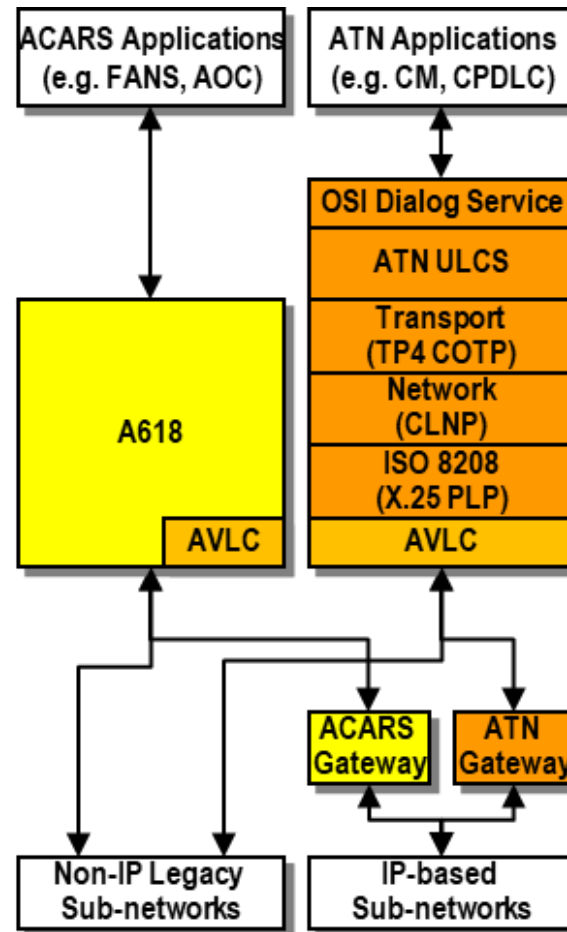 ACARS Applications
(e.g. FANS, AOC)
ATN Applications
(e.g. CM, CPDLC)
OSI Dialog Service
ATN ULCS
Transport
(TP4 COTP)
Network
(CLNP)
ISO 8208
(X.25 PLP)
AVLC
A618
AVLC
ACARS
Gateway
ATN
Gateway
Non-IP Legacy
Sub-networks
IP-based
Sub-networks